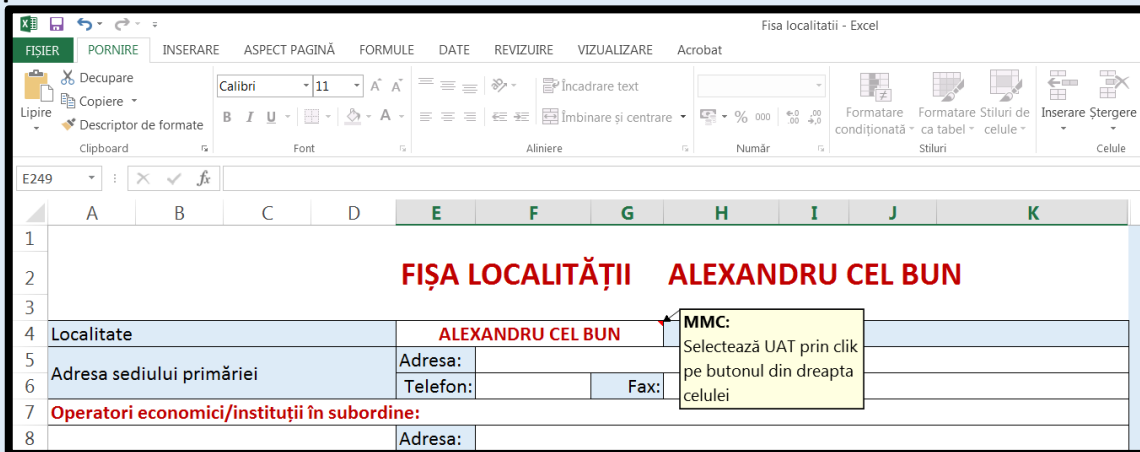 Fisa localitatii - Excel
FIȘIER PORNIRE INSERARE ASPECT PAGINĂ FORMULE DATE REVIZUIRE VIZUALIZARE Acrobat
Decupare
Copiere
Descriptor de formate
Lipire
Clipboard
Calibri 11 A A
B I U A
Font
Încadrare text
Îmbinare și centrare
Aliniere
% 000 ,00
Număr
Formatare condiționată
Formatare ca tabel
Stiluri de celule
Stiluri
Inserare Ștergere
Celule
E249 fx
A B C D E F G H I J K
1
2 FIȘA LOCALITĂȚII ALEXANDRU CEL BUN
3
4 Localitate ALEXANDRU CEL BUN
MMC:
Selectează UAT prin clik
pe butonul din dreapta
celulei
5 Adresa:
Adresa sediului primăriei
6 Telefon: Fax:
7 Operatori economici/instituții în subordine:
8 Adresa: